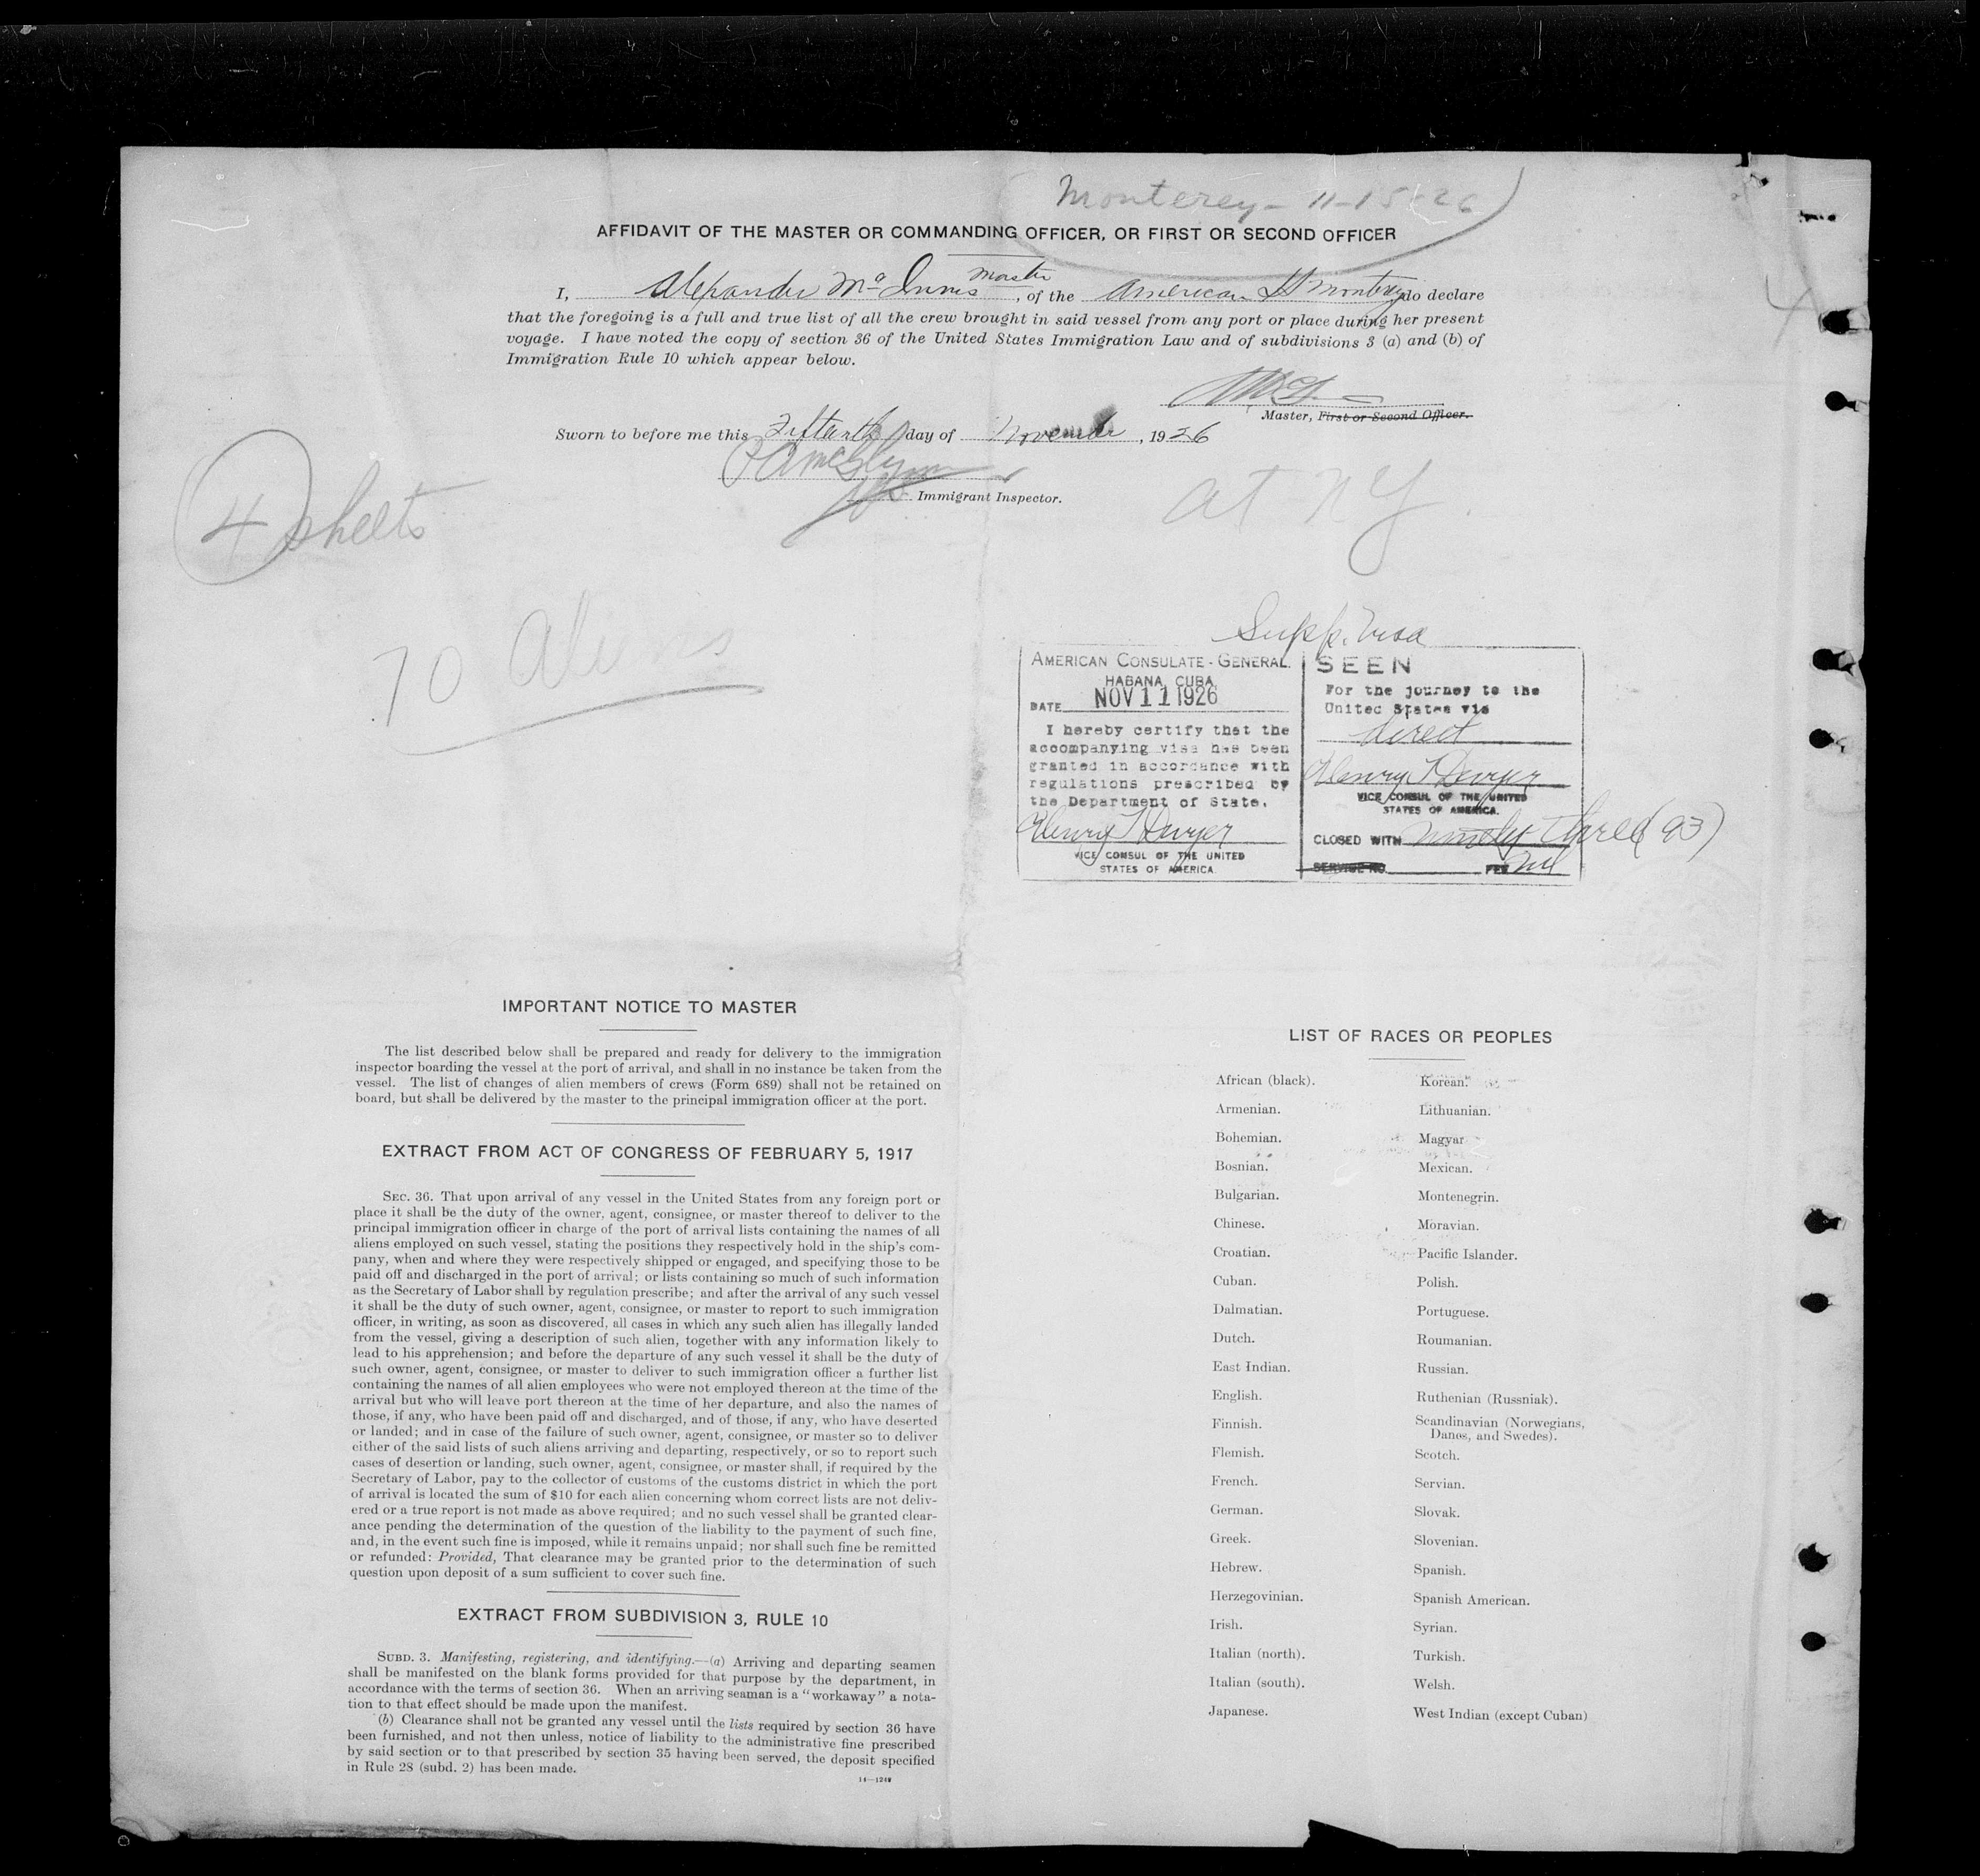 Monterey - 11-15-26
AFFIDAVIT OF THE MASTER OR COMMANDING OFFICER, OR FIRST OR SECOND OFFICER
master
I, Alexander McInnis, of the American SS Monterey do declare
that the foregoing is a full and true list of all the crew brought in said vessel from any port or place during her present
voyage. I have noted the copy of section 36 of the United States Immigration Law and of subdivisions 3 (a) and (b) of
Immigration Rule 10 which appear below.
Master, First or Second Officer.
Sworn to before me this Fifteenth day of November, 1926
Immigrant Inspector.
at NY
4 sheets
70 Aliens
Supp. Visa
AMERICAN CONSULATE-GENERAL.
HABANA, CUBA.
DATE NOV 11 1926
I hereby certify that the
accompanying visa has been
granted in accordance with
regulations prescribed by
the Department of State.
Henry T Dwyer
VICE CONSUL OF THE UNITED
STATES OF AMERICA.
SEEN
For the journey to the
United States via
direct
Henry T Dwyer
VICE CONSUL OF THE UNITED
STATES OF AMERICA.
CLOSED WITH ninety three (93)
SERVICE NO. FEE Nil
4
IMPORTANT NOTICE TO MASTER
The list described below shall be prepared and ready for delivery to the immigration
inspector boarding the vessel at the port of arrival, and shall in no instance be taken from the
vessel. The list of changes of alien members of crews (Form 689) shall not be retained on
board, but shall be delivered by the master to the principal immigration officer at the port.
EXTRACT FROM ACT OF CONGRESS OF FEBRUARY 5, 1917
SEC. 36. That upon arrival of any vessel in the United States from any foreign port or
place it shall be the duty of the owner, agent, consignee, or master thereof to deliver to the
principal immigration officer in charge of the port of arrival lists containing the names of all
aliens employed on such vessel, stating the positions they respectively hold in the ship's com-
pany, when and where they were respectively shipped or engaged, and specifying those to be
paid off and discharged in the port of arrival; or lists containing so much of such information
as the Secretary of Labor shall by regulation prescribe; and after the arrival of any such vessel
it shall be the duty of such owner, agent, consignee, or master to report to such immigration
officer, in writing, as soon as discovered, all cases in which any such alien has illegally landed
from the vessel, giving a description of such alien, together with any information likely to
lead to his apprehension; and before the departure of any such vessel it shall be the duty of
such owner, agent, consignee, or master to deliver to such immigration officer a further list
containing the names of all alien employees who were not employed thereon at the time of the
arrival but who will leave port thereon at the time of her departure, and also the names of
those, if any, who have been paid off and discharged, and of those, if any, who have deserted
or landed; and in case of the failure of such owner, agent, consignee, or master so to deliver
either of the said lists of such aliens arriving and departing, respectively, or so to report such
cases of desertion or landing, such owner, agent, consignee, or master shall, if required by the
Secretary of Labor, pay to the collector of customs of the customs district in which the port
of arrival is located the sum of $10 for each alien concerning whom correct lists are not deliv-
ered or a true report is not made as above required; and no such vessel shall be granted clear-
ance pending the determination of the question of the liability to the payment of such fine,
and, in the event such fine is imposed, while it remains unpaid; nor shall such fine be remitted
or refunded: Provided, That clearance may be granted prior to the determination of such
question upon deposit of a sum sufficient to cover such fine.
EXTRACT FROM SUBDIVISION 3, RULE 10
SUBD. 3. Manifesting, registering, and identifying.—(a) Arriving and departing seamen
shall be manifested on the blank forms provided for that purpose by the department, in
accordance with the terms of section 36. When an arriving seaman is a "workaway" a nota-
tion to that effect should be made upon the manifest.
(b) Clearance shall not be granted any vessel until the lists required by section 36 have
been furnished, and not then unless, notice of liability to the administrative fine prescribed
by said section or to that prescribed by section 35 having been served, the deposit specified
in Rule 28 (subd. 2) has been made.
14—1249
LIST OF RACES OR PEOPLES
African (black).
Armenian.
Bohemian.
Bosnian.
Bulgarian.
Chinese.
Croatian.
Cuban.
Dalmatian.
Dutch.
East Indian.
English.
Finnish.
Flemish.
French.
German.
Greek.
Hebrew.
Herzegovinian.
Irish.
Italian (north).
Italian (south).
Japanese.
Korean.
Lithuanian.
Magyar
Mexican.
Montenegrin.
Moravian.
Pacific Islander.
Polish.
Portuguese.
Roumanian.
Russian.
Ruthenian (Russniak).
Scandinavian (Norwegians,
Danes, and Swedes).
Scotch.
Servian.
Slovak.
Slovenian.
Spanish.
Spanish American.
Syrian.
Turkish.
Welsh.
West Indian (except Cuban)